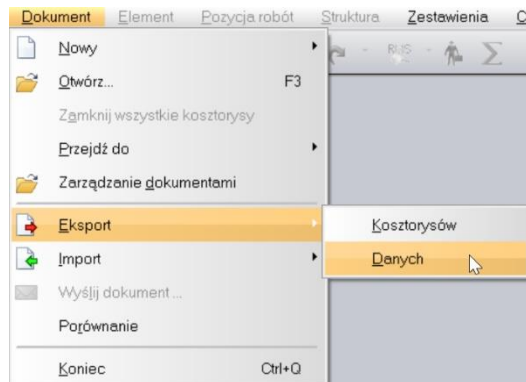 Dokument Element Pozycja robót Struktura Zestawienia
Nowy
Otwórz... F3
Zamknij wszystkie kosztorysy
Przejdź do
Zarządzanie dokumentami
Eksport Kosztorysów
Import Danych
Wyślij dokument ...
Porównanie
Koniec Ctrl+Q